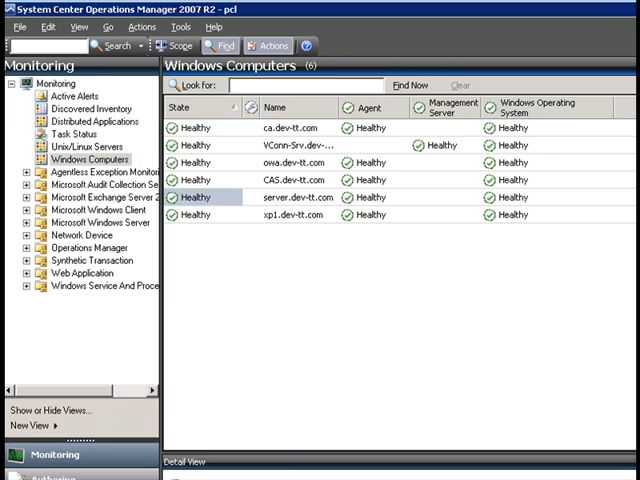 System Center Operations Manager 2007 R2 - pcl
File Edit View Go Actions Tools Help
Search Scope Find Actions
Monitoring
Monitoring
Active Alerts
Discovered Inventory
Distributed Applications
Task Status
Unix/Linux Servers
Windows Computers
Agentless Exception Monitori
Microsoft Audit Collection Se
Microsoft Exchange Server 2
Microsoft Windows Client
Microsoft Windows Server
Network Device
Operations Manager
Synthetic Transaction
Web Application
Windows Service And Proce
Show or Hide Views...
New View
Monitoring
Authoring
Windows Computers (6)
Look for: Find Now Clear
State Name Agent Management Server Windows Operating System
Healthy ca.dev-tt.com Healthy Healthy
Healthy VConn-Srv.dev-... Healthy Healthy
Healthy owa.dev-tt.com Healthy Healthy
Healthy CAS.dev-tt.com Healthy Healthy
Healthy server.dev-tt.com Healthy Healthy
Healthy xp1.dev-tt.com Healthy Healthy
Detail View